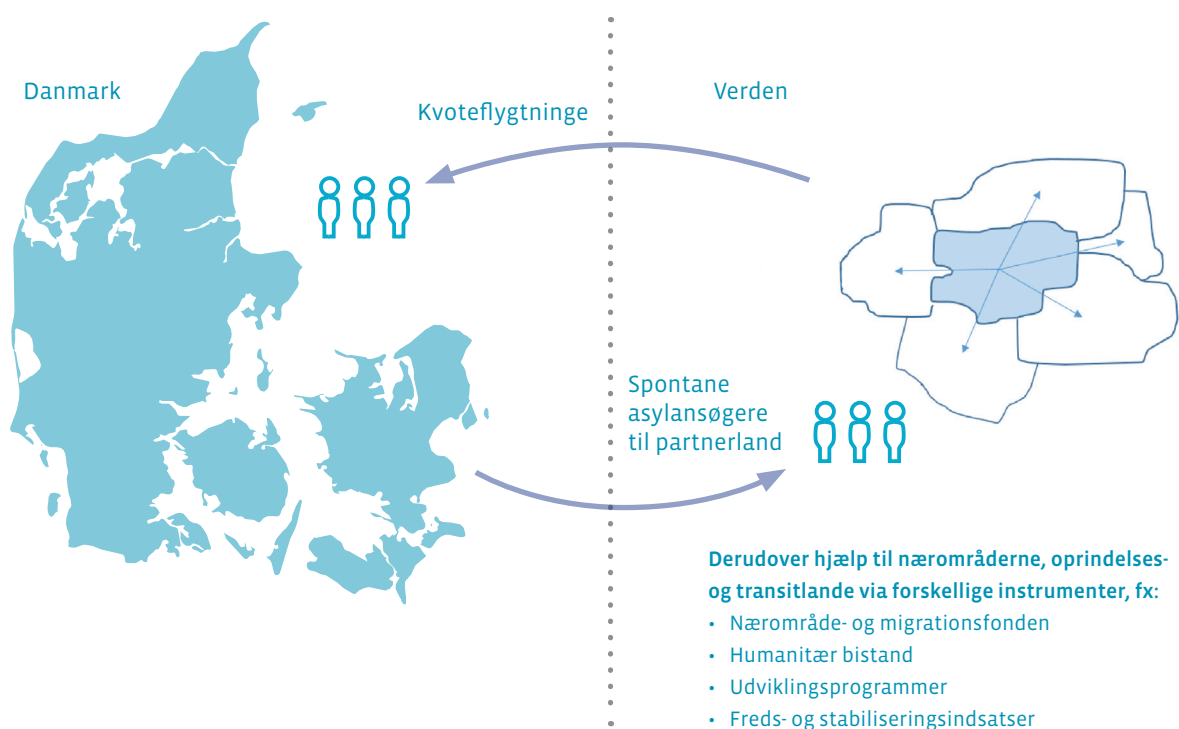 Danmark
Kvoteflygtninge
Verden
Spontane
asylansøgere
til partnerland
Derudover hjælp til nærområderne, oprindelses-
og transitlande via forskellige instrumenter, fx:
• Nærområde- og migrationsfonden
• Humanitær bistand
• Udviklingsprogrammer
• Freds- og stabiliseringsindsatser